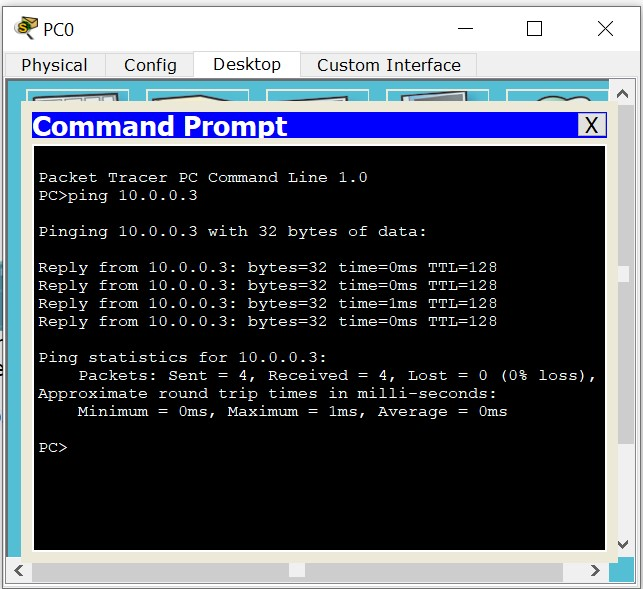 PC0
Physical Config Desktop Custom Interface
Command Prompt X
Packet Tracer PC Command Line 1.0
PC>ping 10.0.0.3
Pinging 10.0.0.3 with 32 bytes of data:
Reply from 10.0.0.3: bytes=32 time=0ms TTL=128
Reply from 10.0.0.3: bytes=32 time=0ms TTL=128
Reply from 10.0.0.3: bytes=32 time=1ms TTL=128
Reply from 10.0.0.3: bytes=32 time=0ms TTL=128
Ping statistics for 10.0.0.3:
    Packets: Sent = 4, Received = 4, Lost = 0 (0% loss),
Approximate round trip times in milli-seconds:
    Minimum = 0ms, Maximum = 1ms, Average = 0ms
PC>